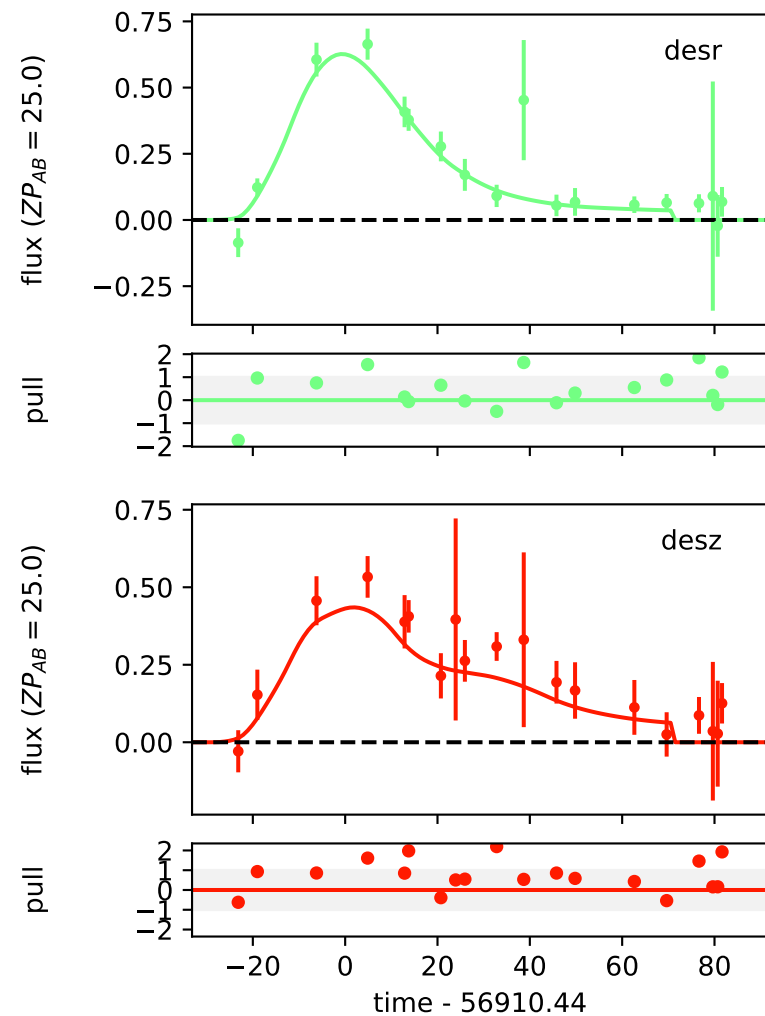 desr
flux (ZP_AB = 25.0)
0.75
0.50
0.25
0.00
−0.25
pull
2
1
0
−1
−2
desz
flux (ZP_AB = 25.0)
0.75
0.50
0.25
0.00
pull
2
1
0
−1
−2
−20 0 20 40 60 80
time - 56910.44